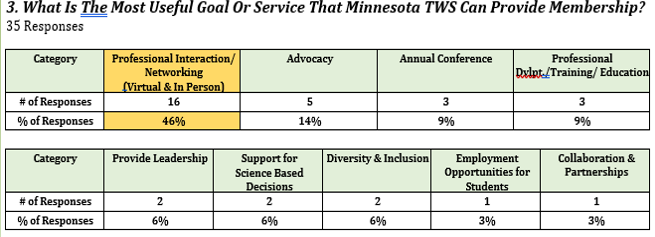 3. What Is The Most Useful Goal Or Service That Minnesota TWS Can Provide Membership?
35 Responses
Category Professional Interaction/ Networking (Virtual & In Person) Advocacy Annual Conference Professional Dvlpt./Training/ Education
# of Responses 16 5 3 3
% of Responses 46% 14% 9% 9%
Category Provide Leadership Support for Science Based Decisions Diversity & Inclusion Employment Opportunities for Students Collaboration & Partnerships
# of Responses 2 2 2 1 1
% of Responses 6% 6% 6% 3% 3%